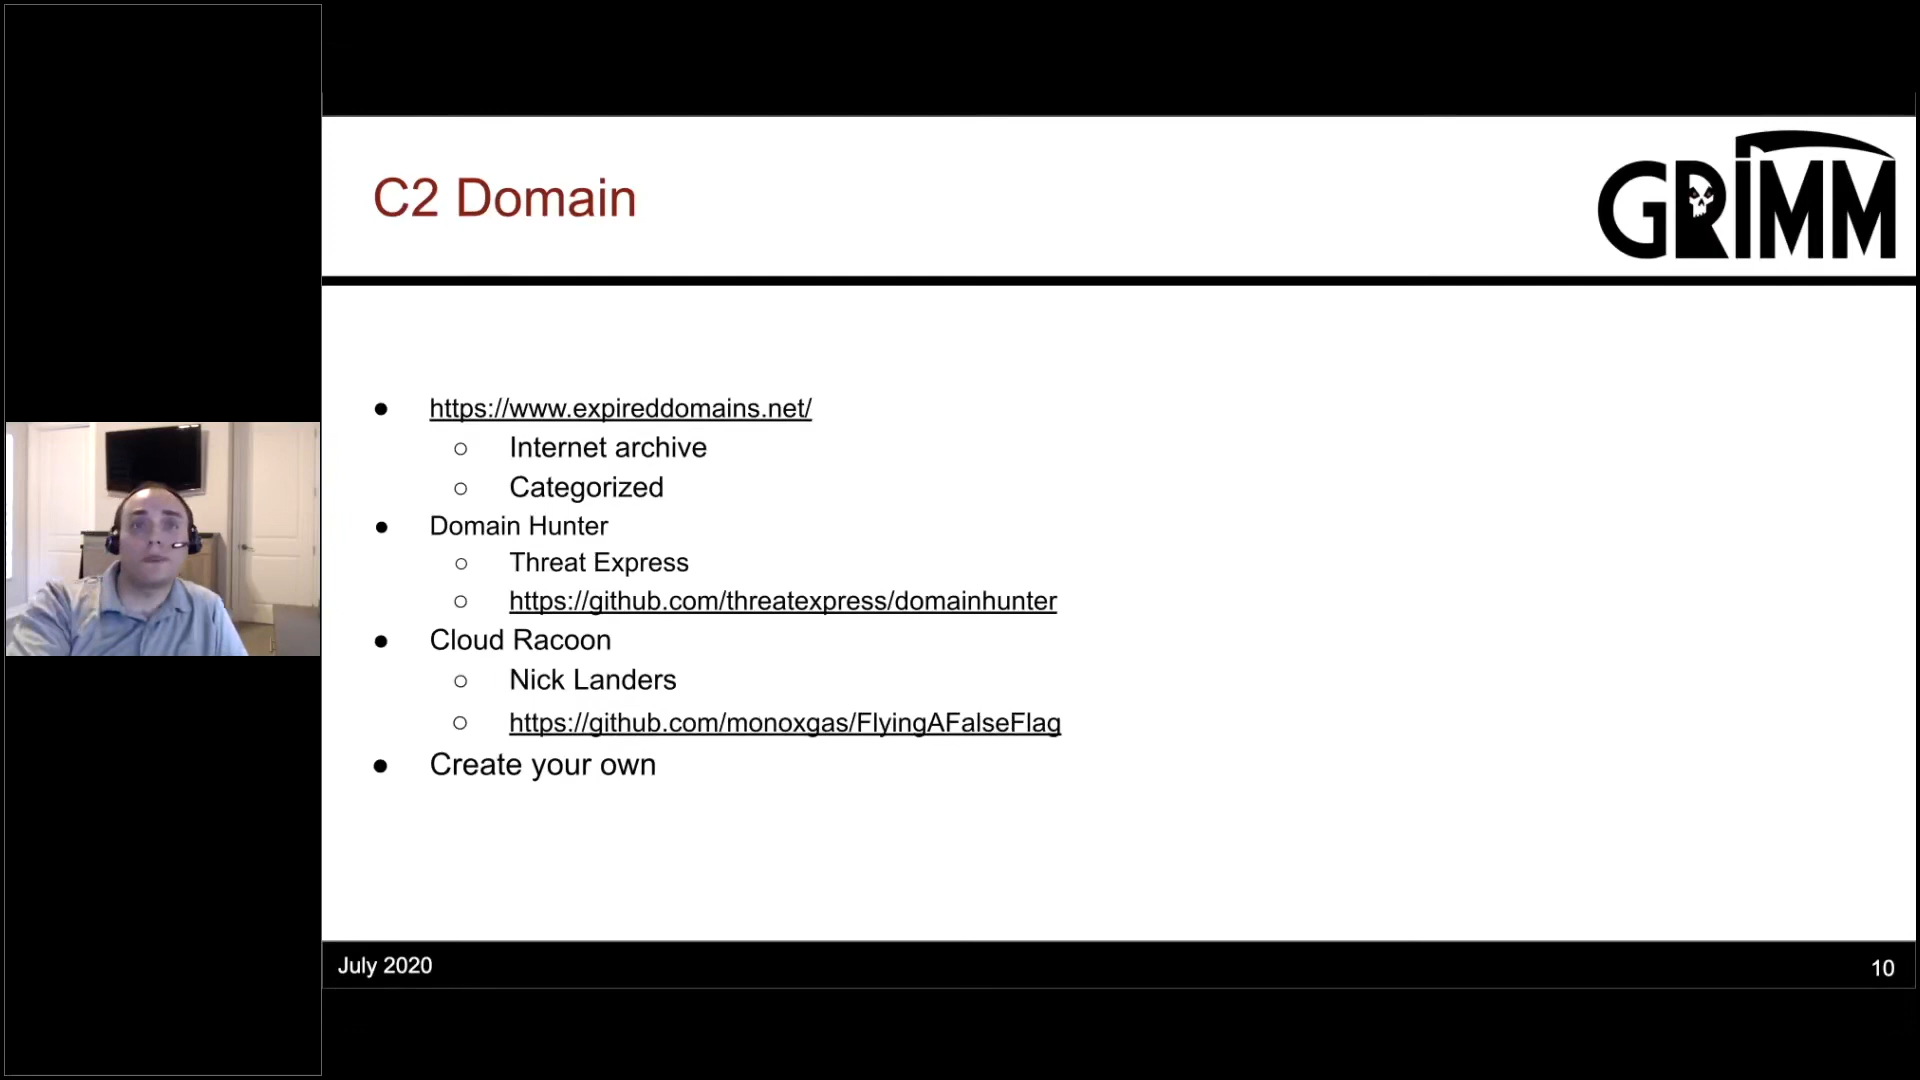 C2 Domain
GRIMM
https://www.expireddomains.net/
Internet archive
Categorized
Domain Hunter
Threat Express
https://github.com/threatexpress/domainhunter
Cloud Racoon
Nick Landers
https://github.com/monoxgas/FlyingAFalseFlag
Create your own
July 2020
10